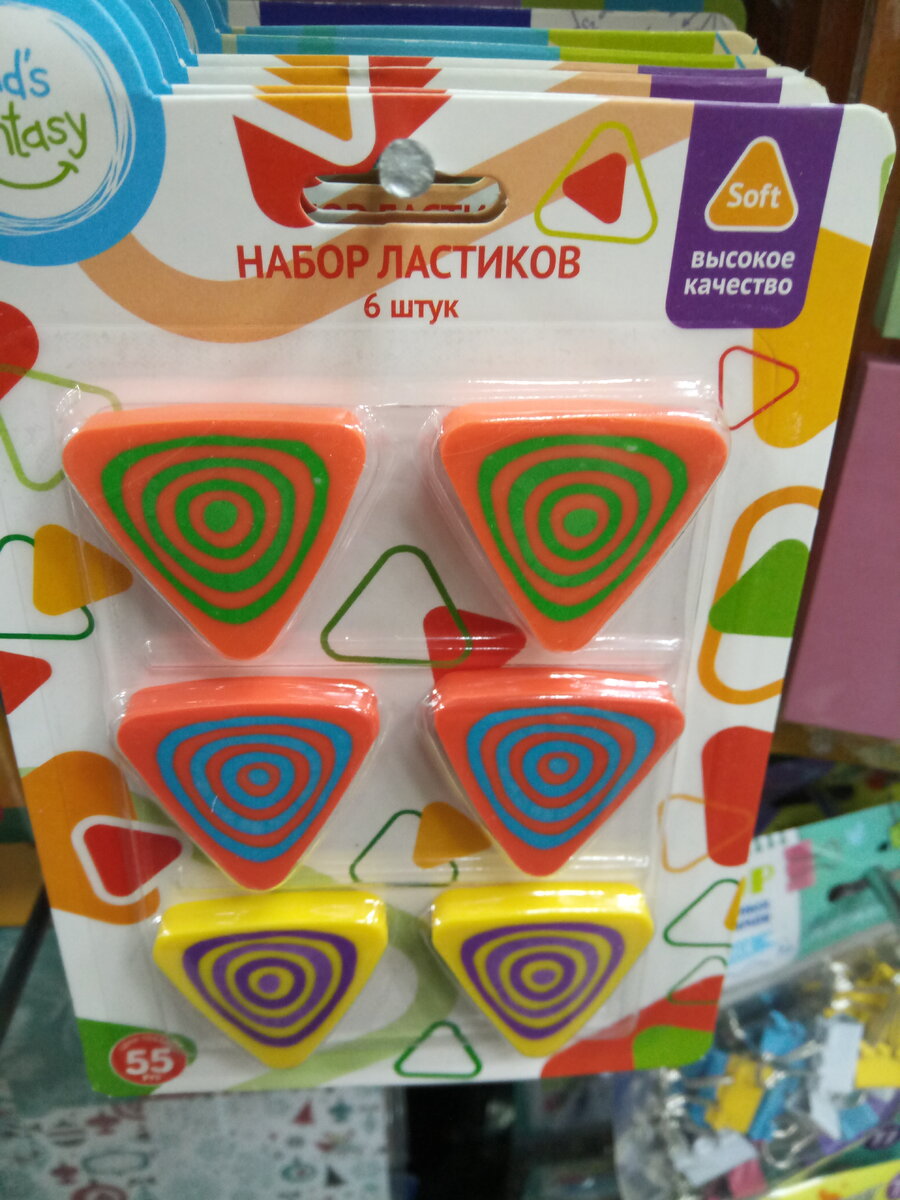 НАБОР ЛАСТИКОВ
6 штук
Soft
высокое
качество
55